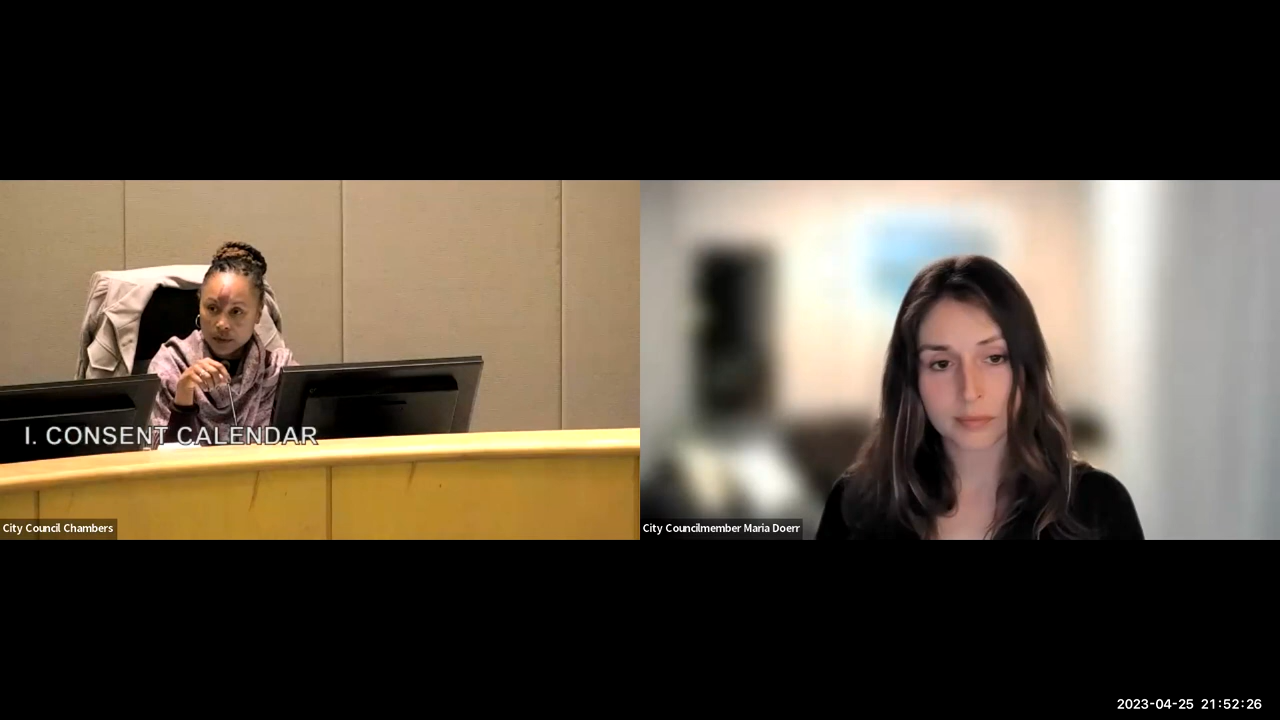 I. CONSENT CALENDAR
City Council Chambers
City Councilmember Maria Doerr
2023-04-25 21:52:26